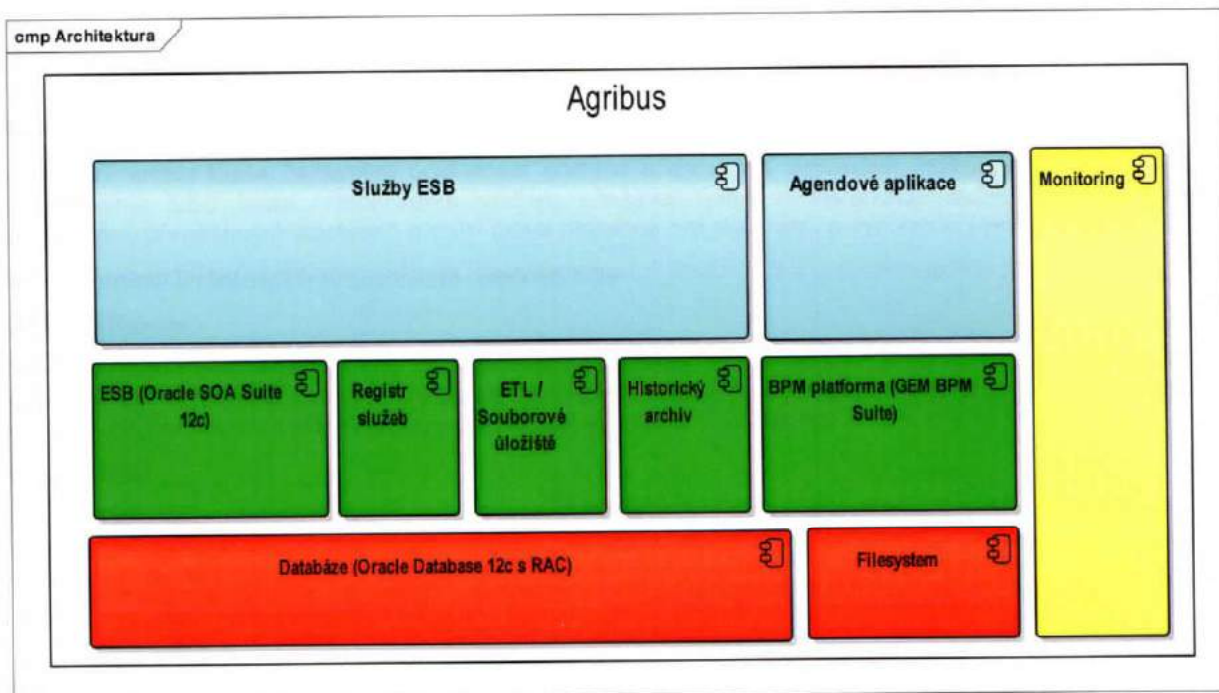 cmp Architektura
Agribus
Služby ESB
Agendové aplikace
Monitoring
ESB (Oracle SOA Suite
12c)
Registr
služeb
ETL /
Souborové
úložiště
Historický
archiv
BPM platforma (GEM BPM
Suite)
Databáze (Oracle Database 12c s RAC)
Filesystem